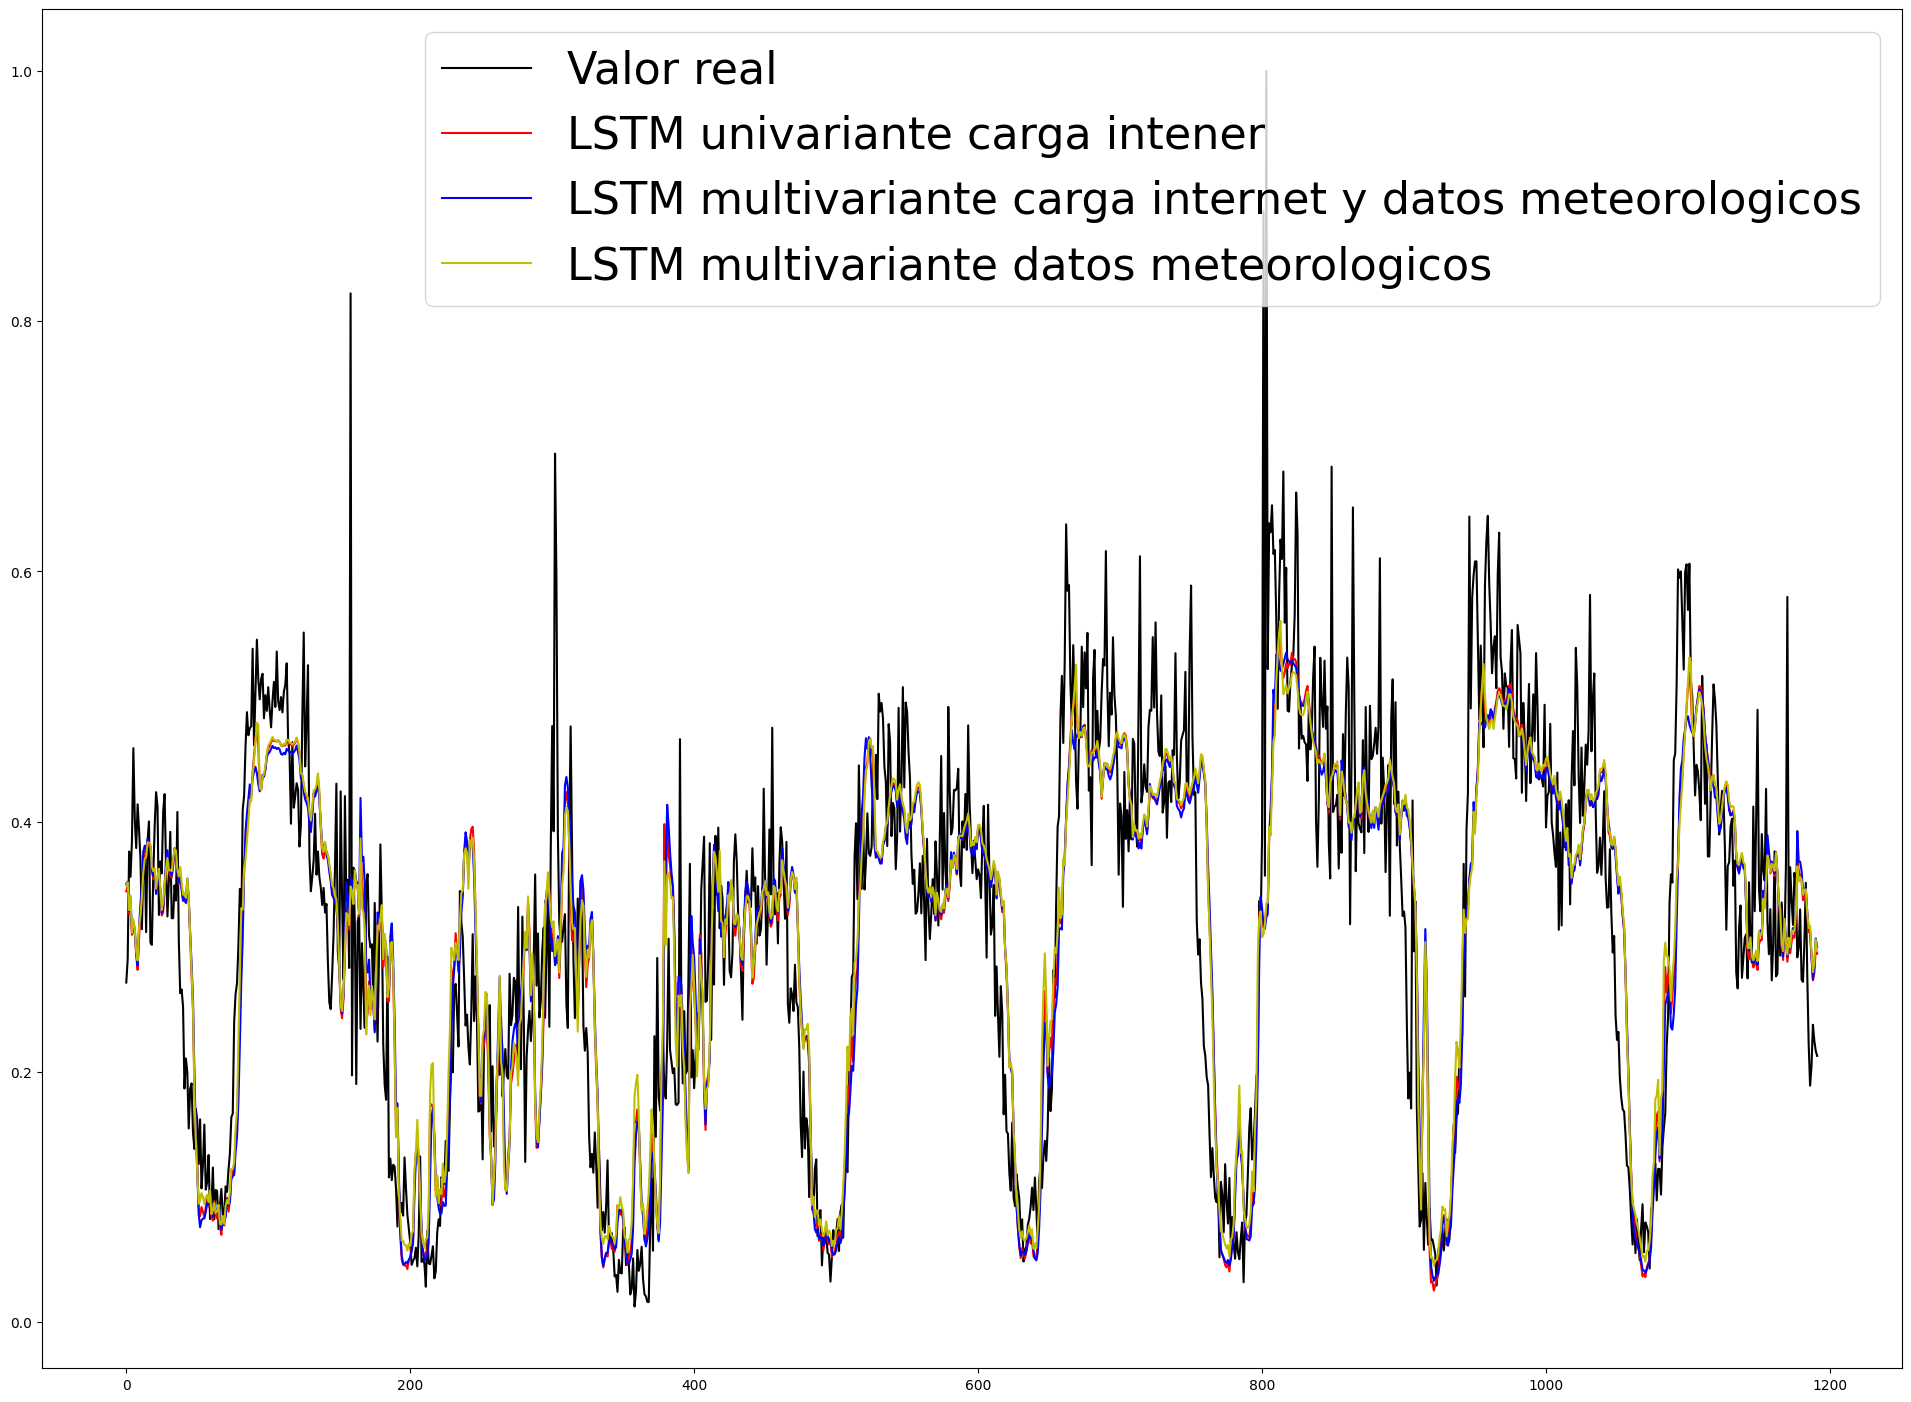 Valor real
LSTM univariante carga intener
LSTM multivariante carga internet y datos meteorologicos
LSTM multivariante datos meteorologicos
1.0
0.8
0.6
0.4
0.2
0.0
0 200 400 600 800 1000 1200